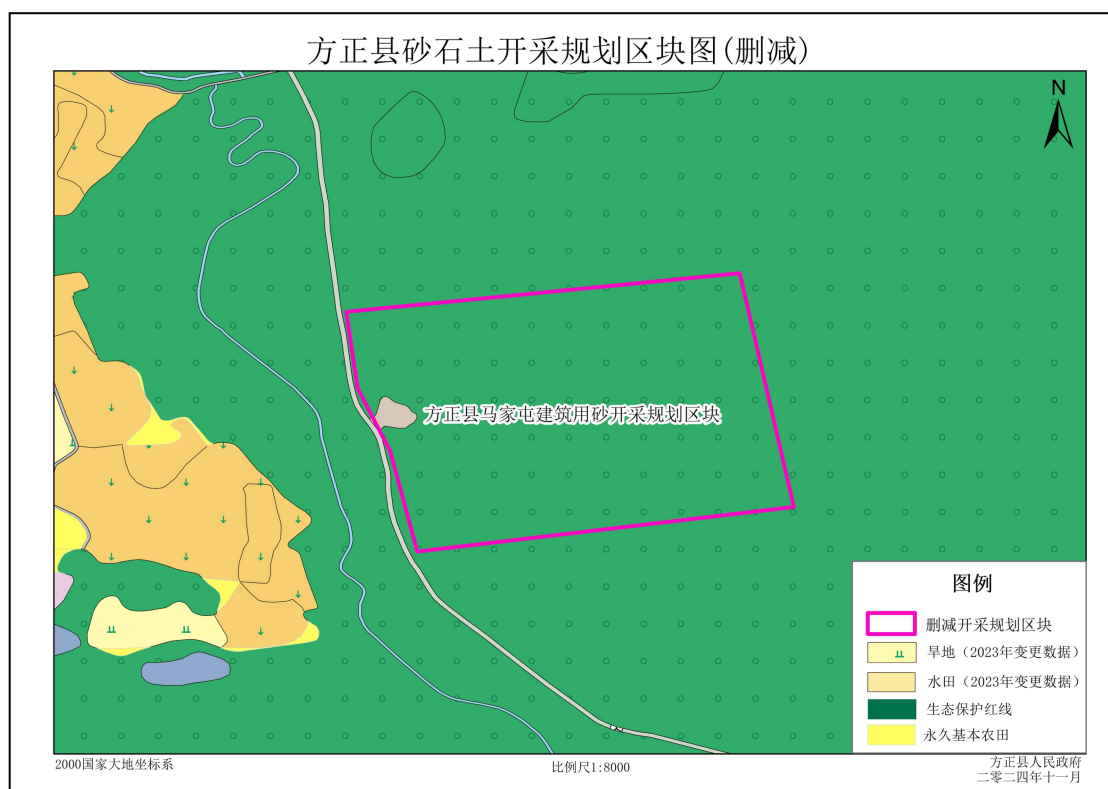 方正县砂石土开采规划区块图(删减)
N
方正县马家屯建筑用砂开采规划区块
图例
删减开采规划区块
旱地（2023年变更数据）
水田（2023年变更数据）
生态保护红线
永久基本农田
2000国家大地坐标系
比例尺1:8000
方正县人民政府
二零二四年十一月